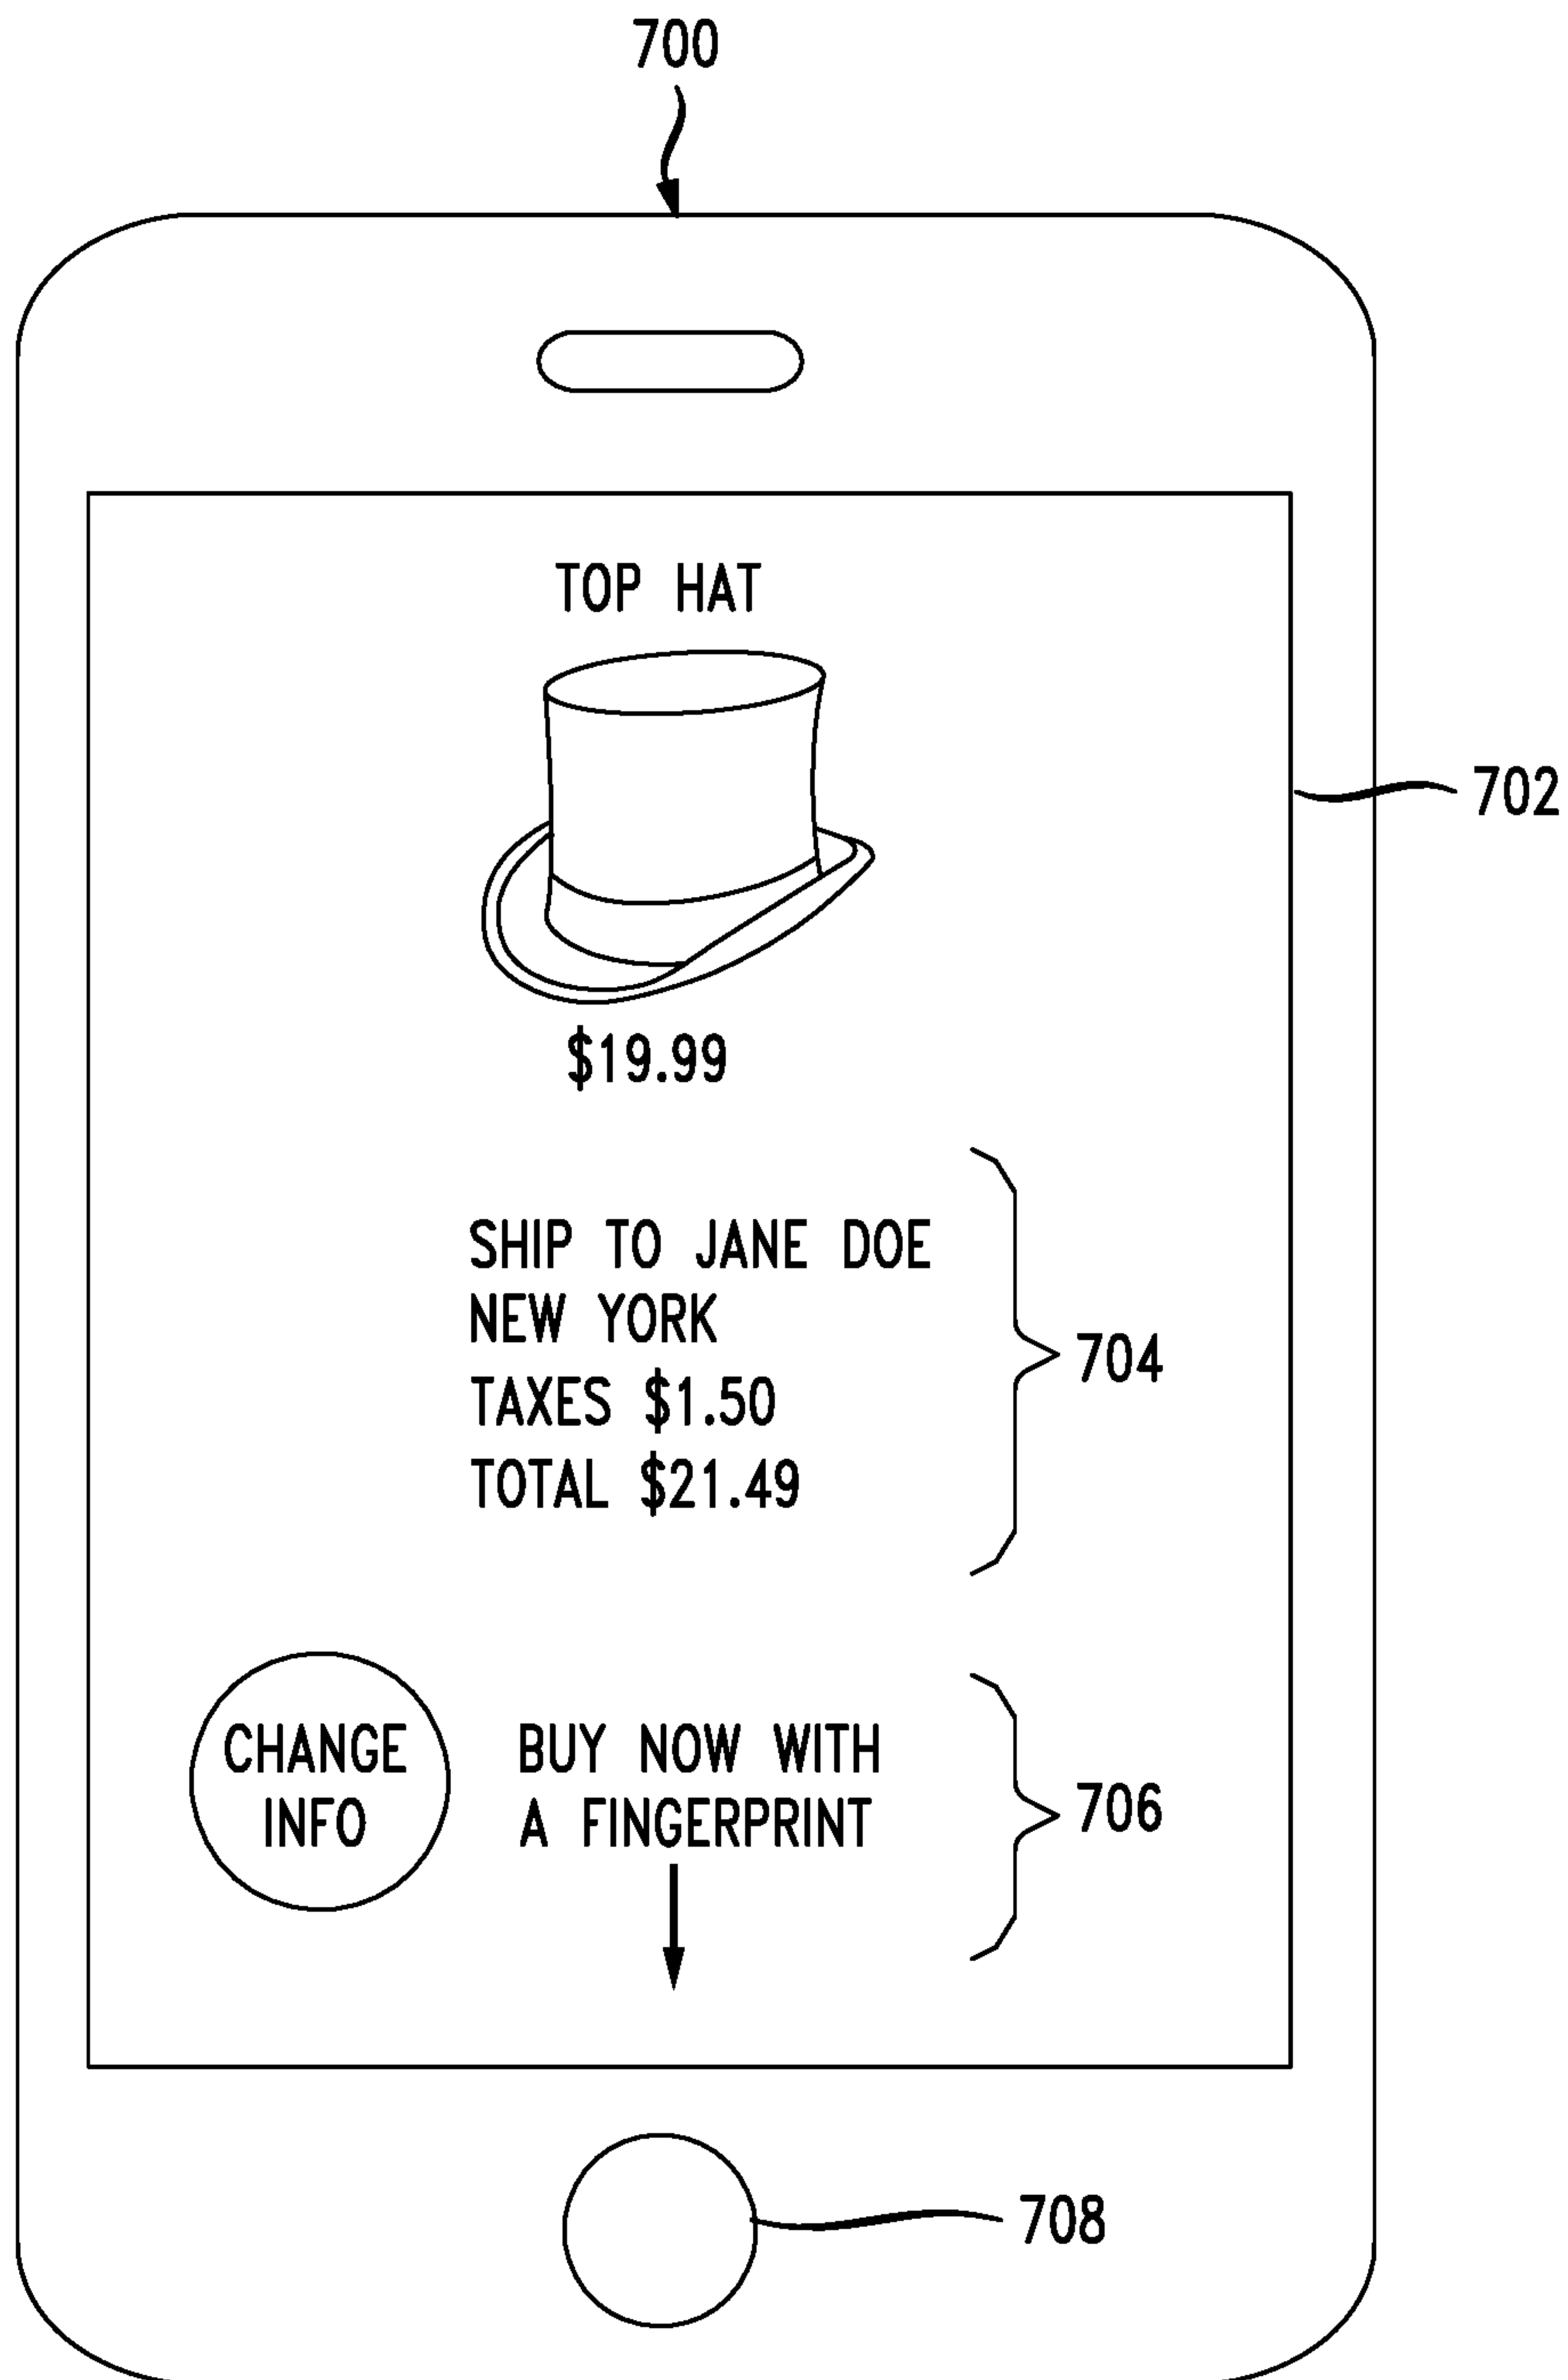 700
TOP HAT
702
$19.99
SHIP TO JANE DOE
NEW YORK
TAXES $1.50
TOTAL $21.49
704
CHANGE
INFO
BUY NOW WITH
A FINGERPRINT
706
708